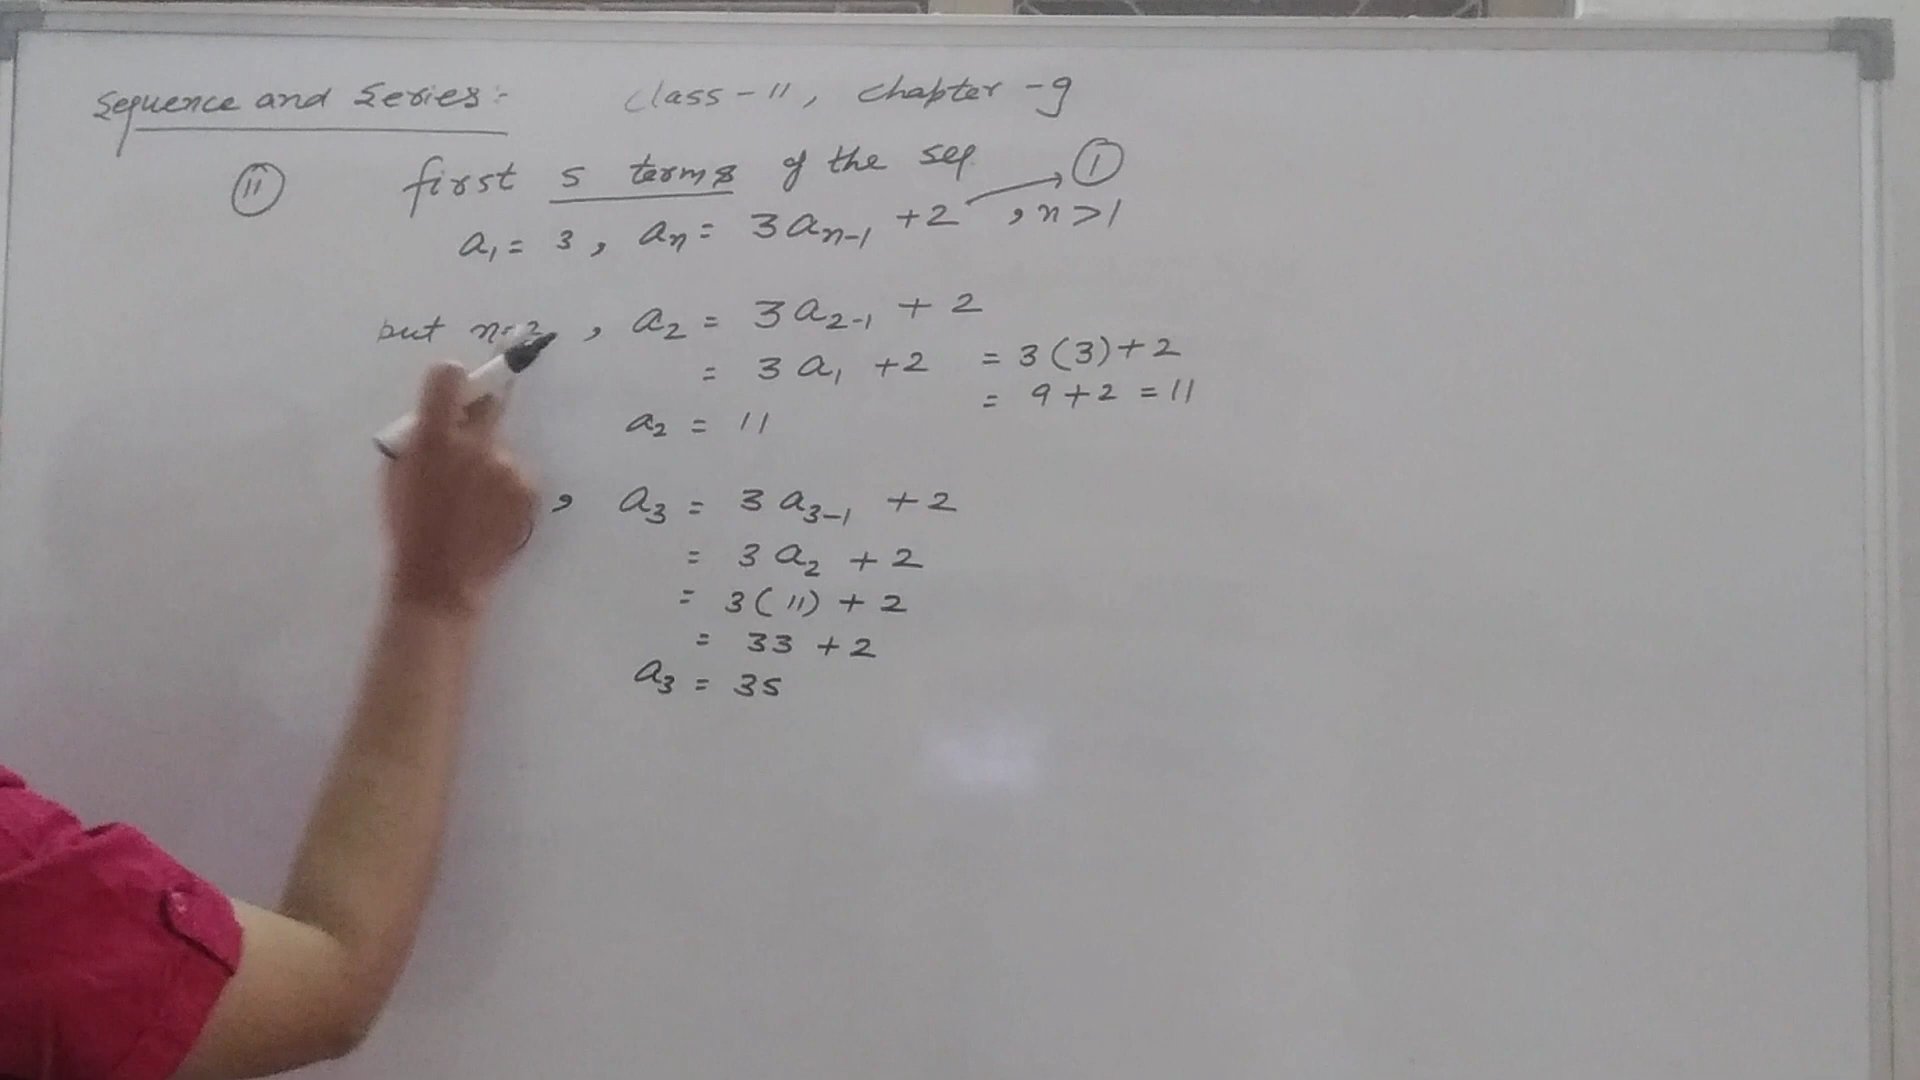 Sequence and Series:- Class-11, Chapter-9
(11) first 5 terms of the seq. (1)
a₁ = 3, aₙ = 3aₙ₋₁ + 2, n>1
put n=2, a₂ = 3a₂₋₁ + 2
= 3a₁ + 2 = 3(3)+2
= 9+2 = 11
a₂ = 11
, a₃ = 3a₃₋₁ + 2
= 3a₂ + 2
= 3(11) + 2
= 33 + 2
a₃ = 35